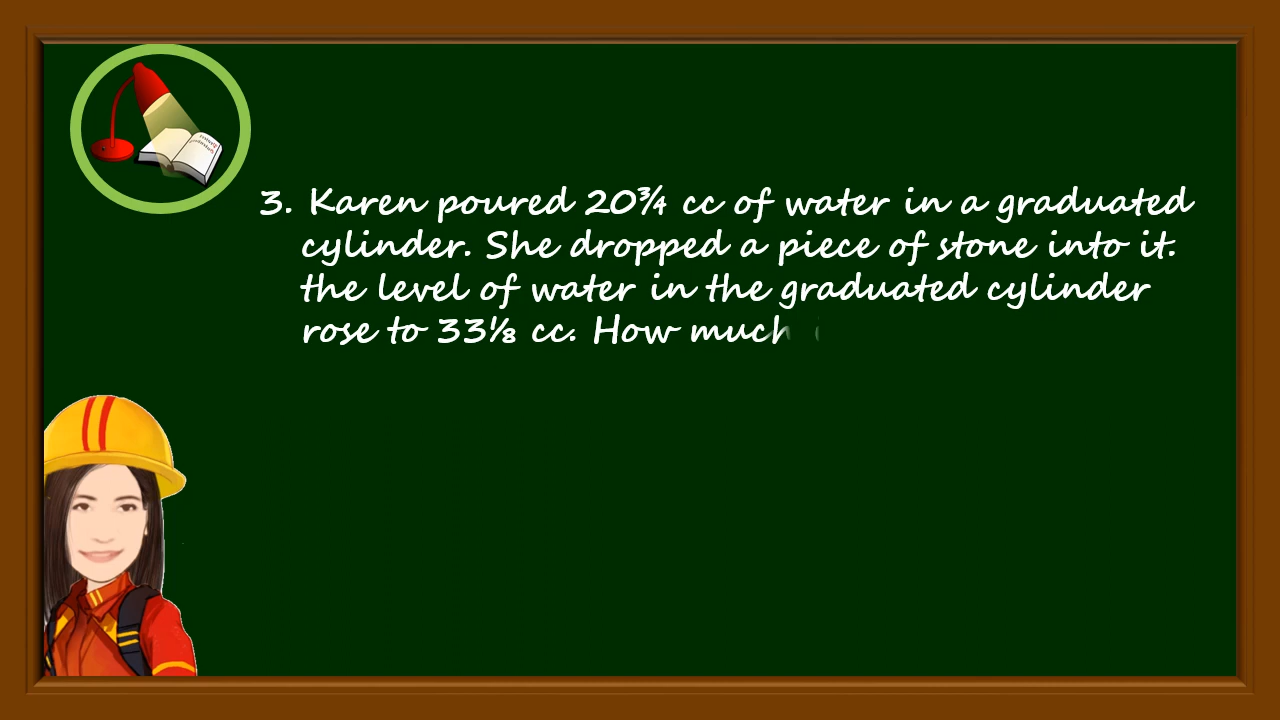 3. Karen poured 20¾ cc of water in a graduated
cylinder. She dropped a piece of stone into it.
the level of water in the graduated cylinder
rose to 33⅛ cc. How much